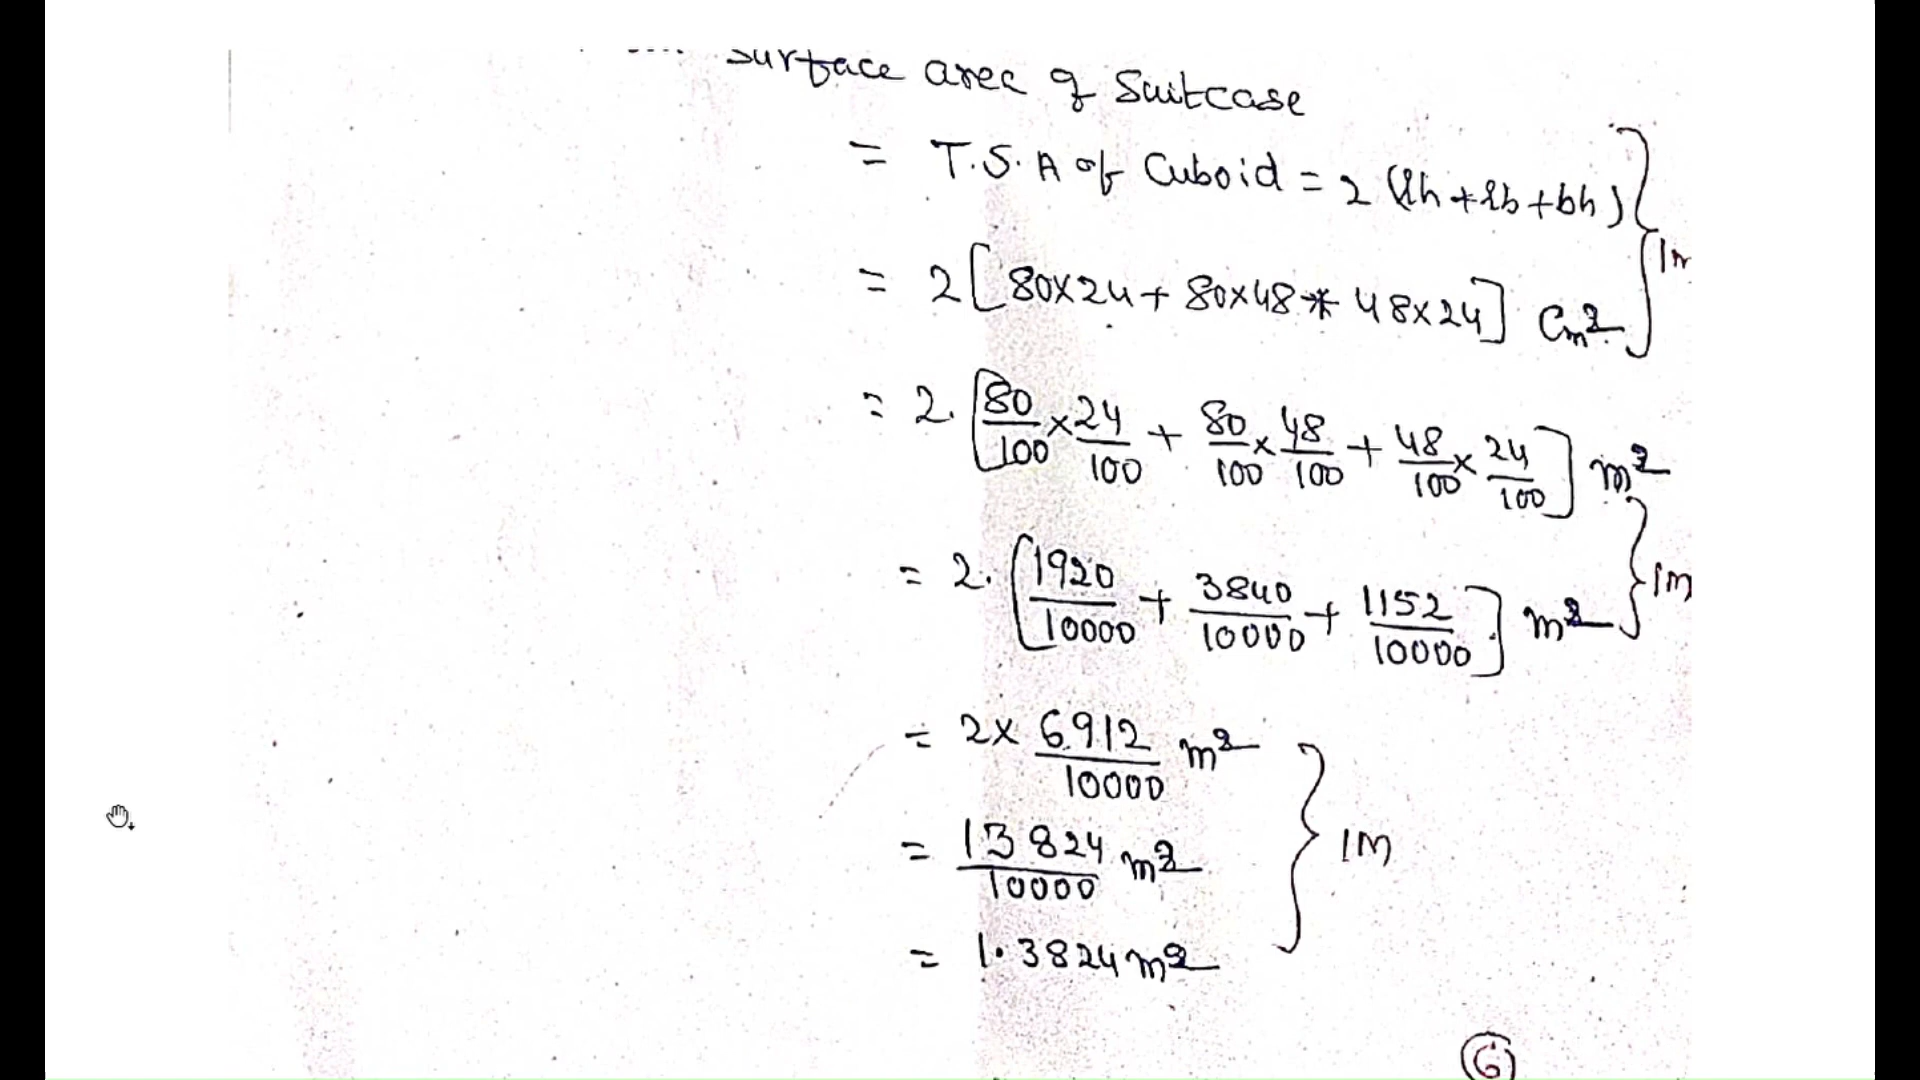 surface area of Suitcase
= T.S.A of Cuboid = 2 (lh + lb + bh)
= 2 [80×24 + 80×48 + 48×24] Cm²
1M
= 2. [80/100 × 24/100 + 80/100 × 48/100 + 48/100 × 24/100] m²
= 2. [1920/10000 + 3840/10000 + 1152/10000] m²
1M
= 2× 6912/10000 m²
= 13824/10000 m²
1M
= 1.3824 m²
6